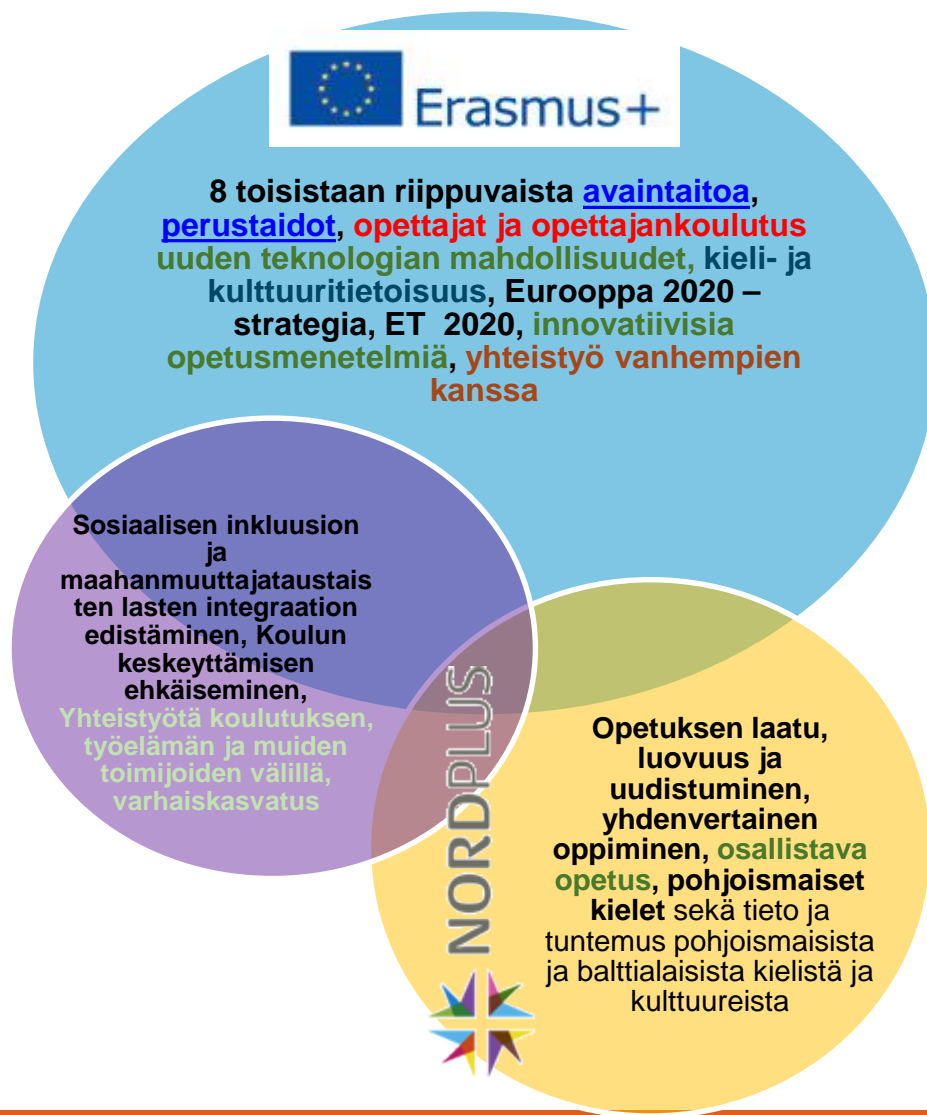 Erasmus+
8 toisistaan riippuvaista avaintaitoa,
perustaidot, opettajat ja opettajankoulutus
uuden teknologian mahdollisuudet, kieli- ja
kulttuuritietoisuus, Eurooppa 2020 –
strategia, ET 2020, innovatiivisia
opetusmenetelmiä, yhteistyö vanhempien
kanssa
Sosiaalisen inkluusion
ja
maahanmuuttajataustais
ten lasten integraation
edistäminen, Koulun
keskeyttämisen
ehkäiseminen,
Yhteistyötä koulutuksen,
työelämän ja muiden
toimijoiden välillä,
varhaiskasvatus
NORDPLUS
Opetuksen laatu,
luovuus ja
uudistuminen,
yhdenvertainen
oppiminen, osallistava
opetus, pohjoismaiset
kielet sekä tieto ja
tuntemus pohjoismaisista
ja balttialaisista kielistä ja
kulttuureista